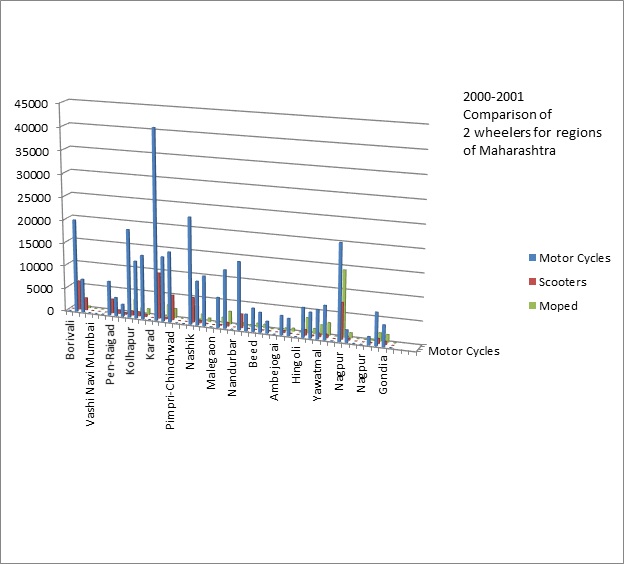 2000-2001
Comparison of
2 wheelers for regions
of Maharashtra
45000
40000
35000
30000
25000
20000
15000
10000
5000
0
Motor Cycles
Scooters
Moped
Motor Cycles
Borivali
Vashi Navi Mumbai
Pen-Raigad
Kolhapur
Karad
Pimpri-Chinchwad
Nashik
Malegaon
Nandurbar
Beed
Ambejogai
Hingoli
Yawatmal
Nagpur
Nagpur
Gondia